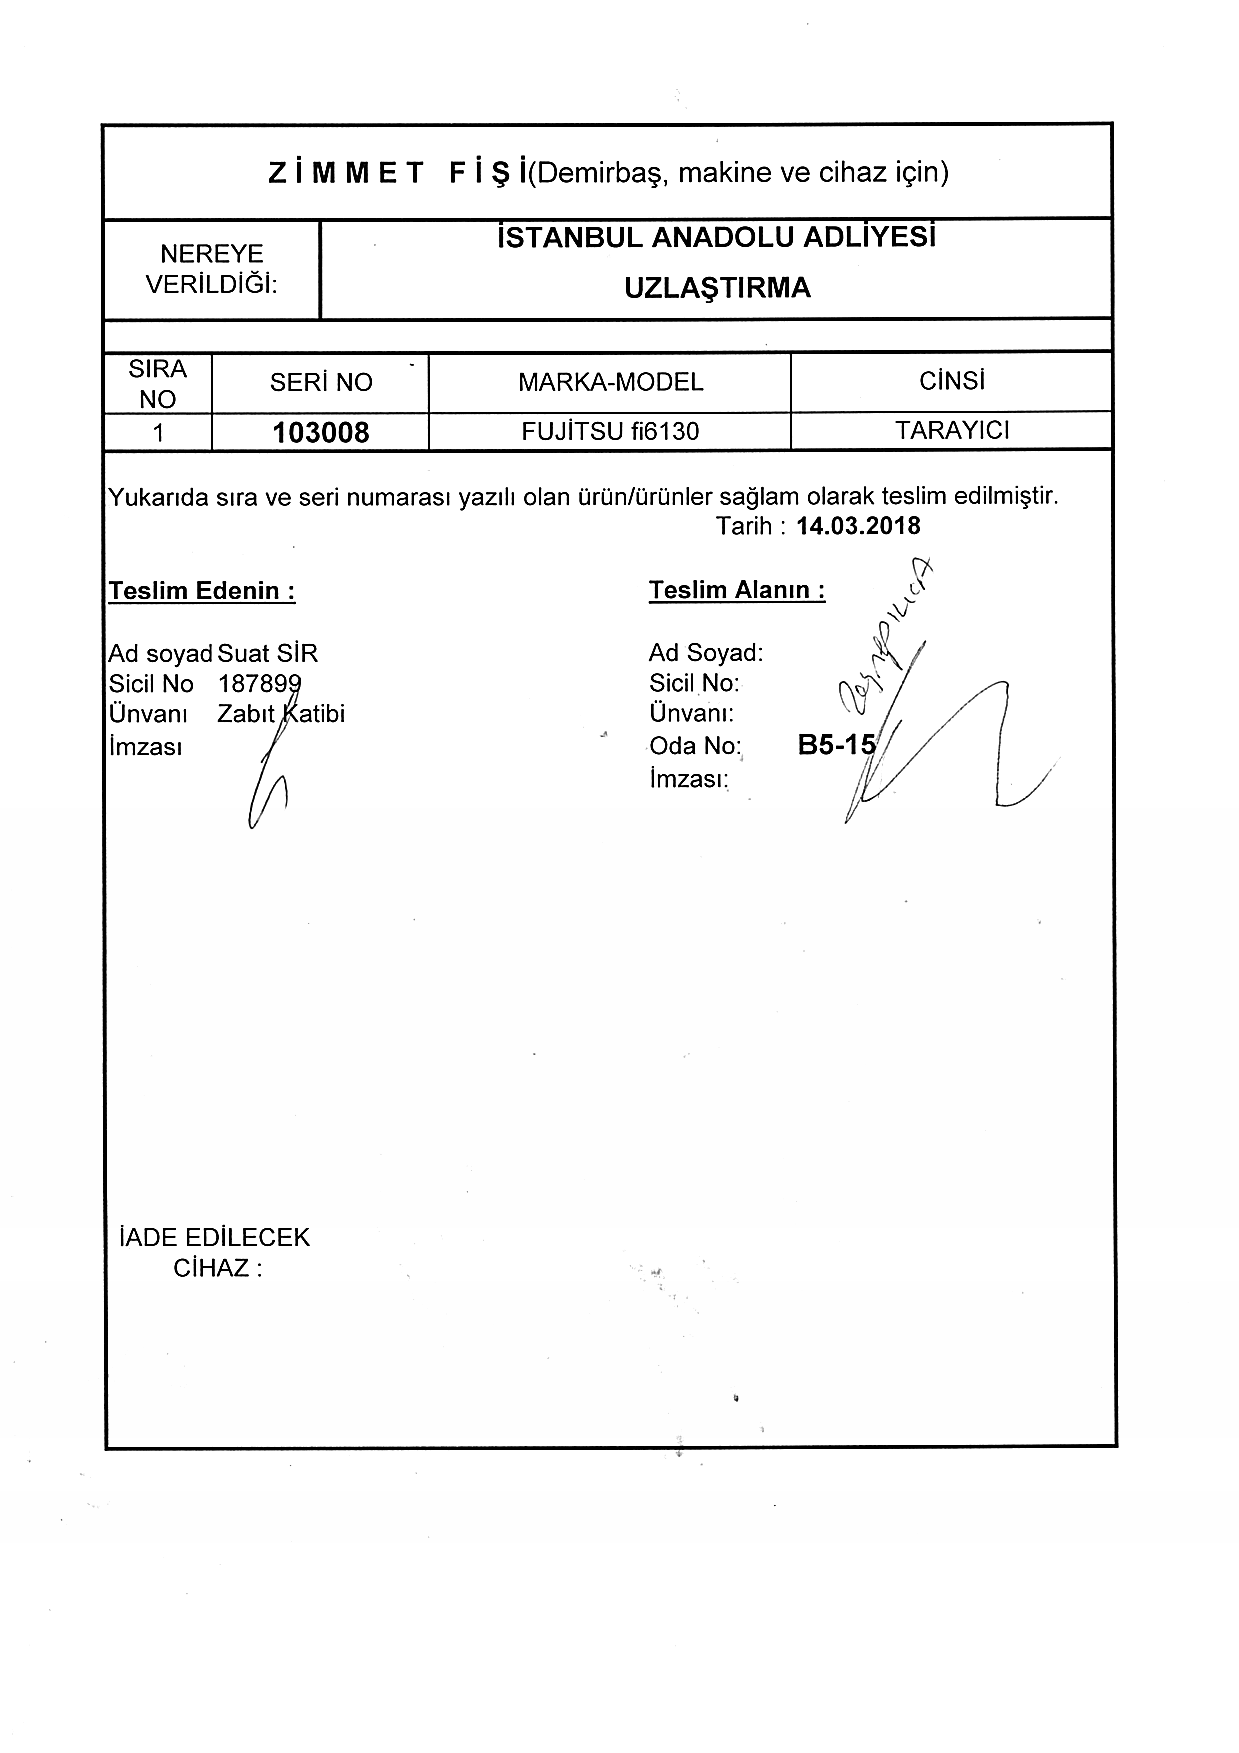 ZİMMET FİŞİ(Demirbaş, makine ve cihaz için)
NEREYE VERİLDİĞİ:
İSTANBUL ANADOLU ADLİYESİ
UZLAŞTIRMA
SIRA NO SERİ NO MARKA-MODEL CİNSİ
1 103008 FUJİTSU fi6130 TARAYICI
Yukarıda sıra ve seri numarası yazılı olan ürün/ürünler sağlam olarak teslim edilmiştir.
Tarih : 14.03.2018
Teslim Edenin : Teslim Alanın :
Ad soyad Suat SİR Ad Soyad:
Sicil No 187899 Sicil No:
Ünvanı Zabıt Katibi Ünvanı:
İmzası Oda No: B5-15
İmzası:
İADE EDİLECEK
CİHAZ :